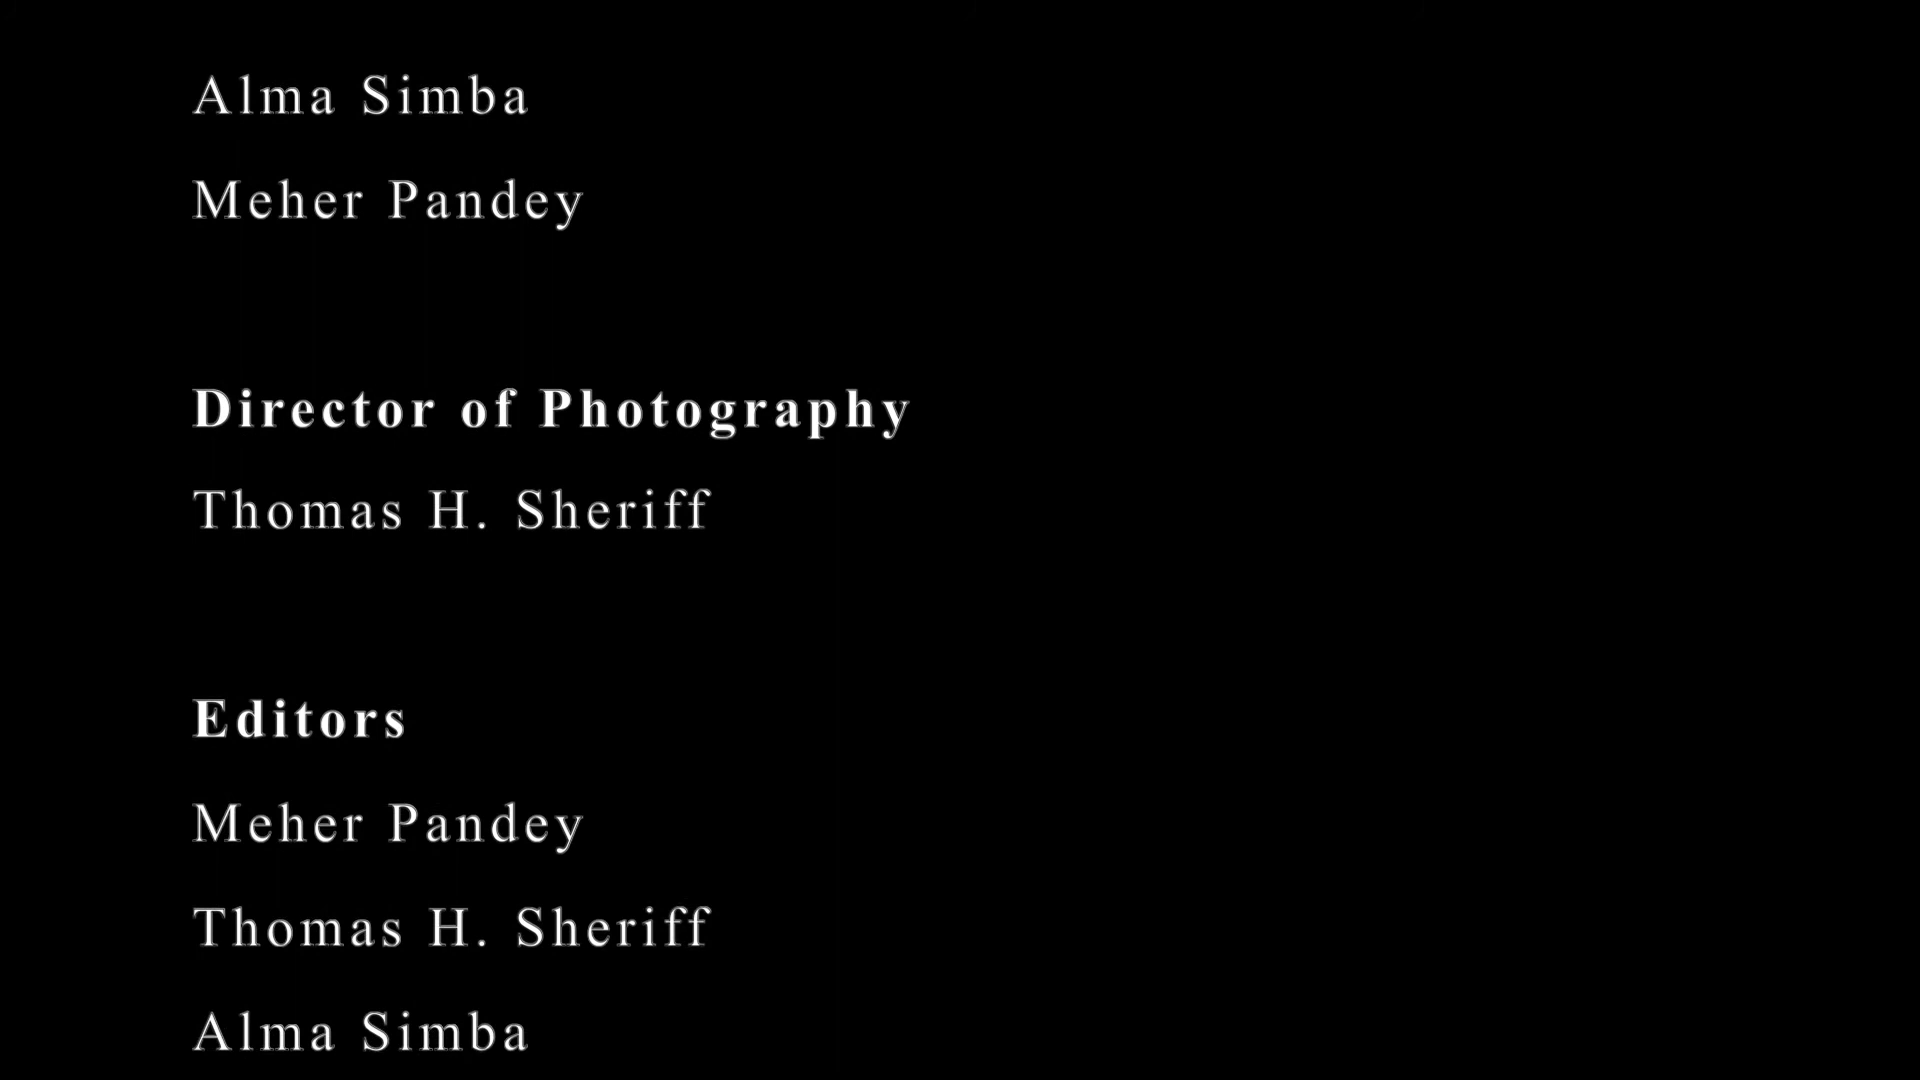 Alma Simba
Meher Pandey
Director of Photography
Thomas H. Sheriff
Editors
Meher Pandey
Thomas H. Sheriff
Alma Simba